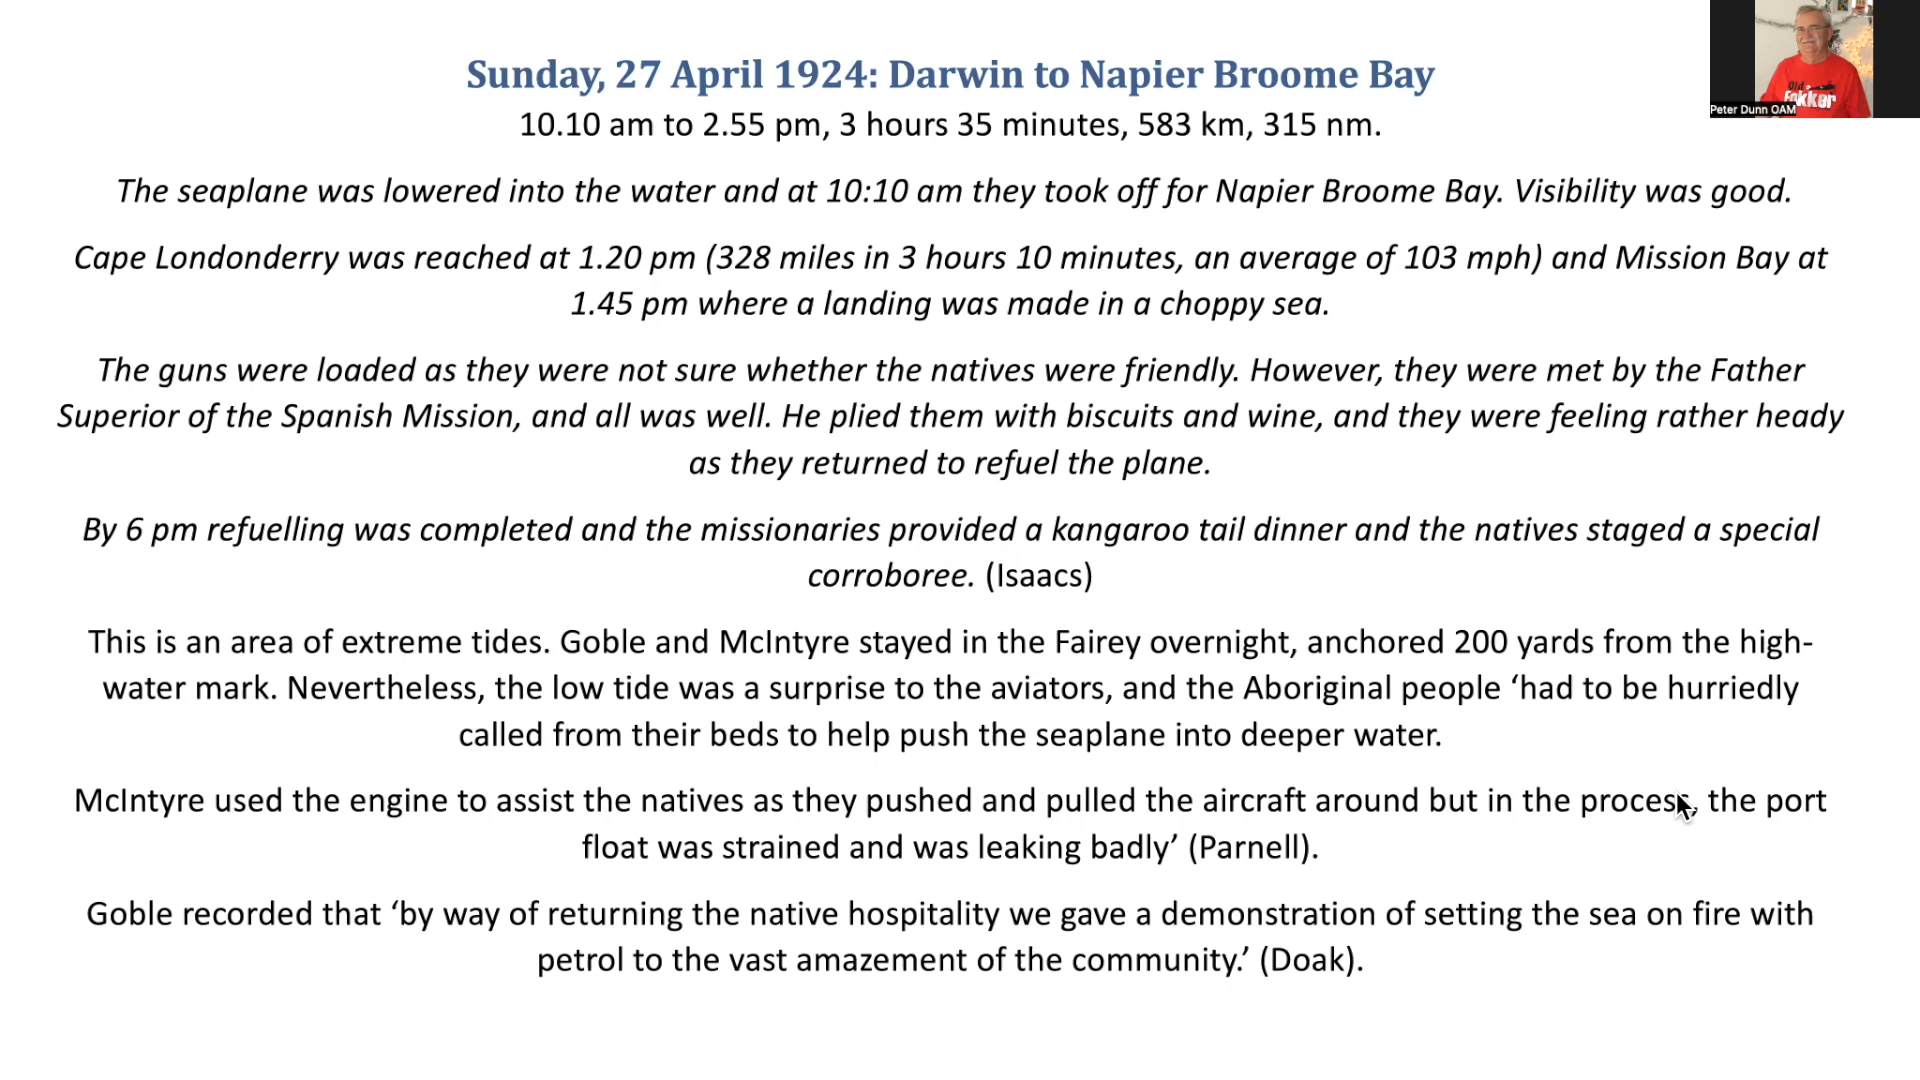 Sunday, 27 April 1924: Darwin to Napier Broome Bay
10.10 am to 2.55 pm, 3 hours 35 minutes, 583 km, 315 nm.
The seaplane was lowered into the water and at 10:10 am they took off for Napier Broome Bay. Visibility was good.
Cape Londonderry was reached at 1.20 pm (328 miles in 3 hours 10 minutes, an average of 103 mph) and Mission Bay at
1.45 pm where a landing was made in a choppy sea.
The guns were loaded as they were not sure whether the natives were friendly. However, they were met by the Father
Superior of the Spanish Mission, and all was well. He plied them with biscuits and wine, and they were feeling rather heady
as they returned to refuel the plane.
By 6 pm refuelling was completed and the missionaries provided a kangaroo tail dinner and the natives staged a special
corroboree. (Isaacs)
This is an area of extreme tides. Goble and McIntyre stayed in the Fairey overnight, anchored 200 yards from the high-
water mark. Nevertheless, the low tide was a surprise to the aviators, and the Aboriginal people ‘had to be hurriedly
called from their beds to help push the seaplane into deeper water.
McIntyre used the engine to assist the natives as they pushed and pulled the aircraft around but in the process, the port
float was strained and was leaking badly’ (Parnell).
Goble recorded that ‘by way of returning the native hospitality we gave a demonstration of setting the sea on fire with
petrol to the vast amazement of the community.’ (Doak).
Old
Fokker
Peter Dunn OAM